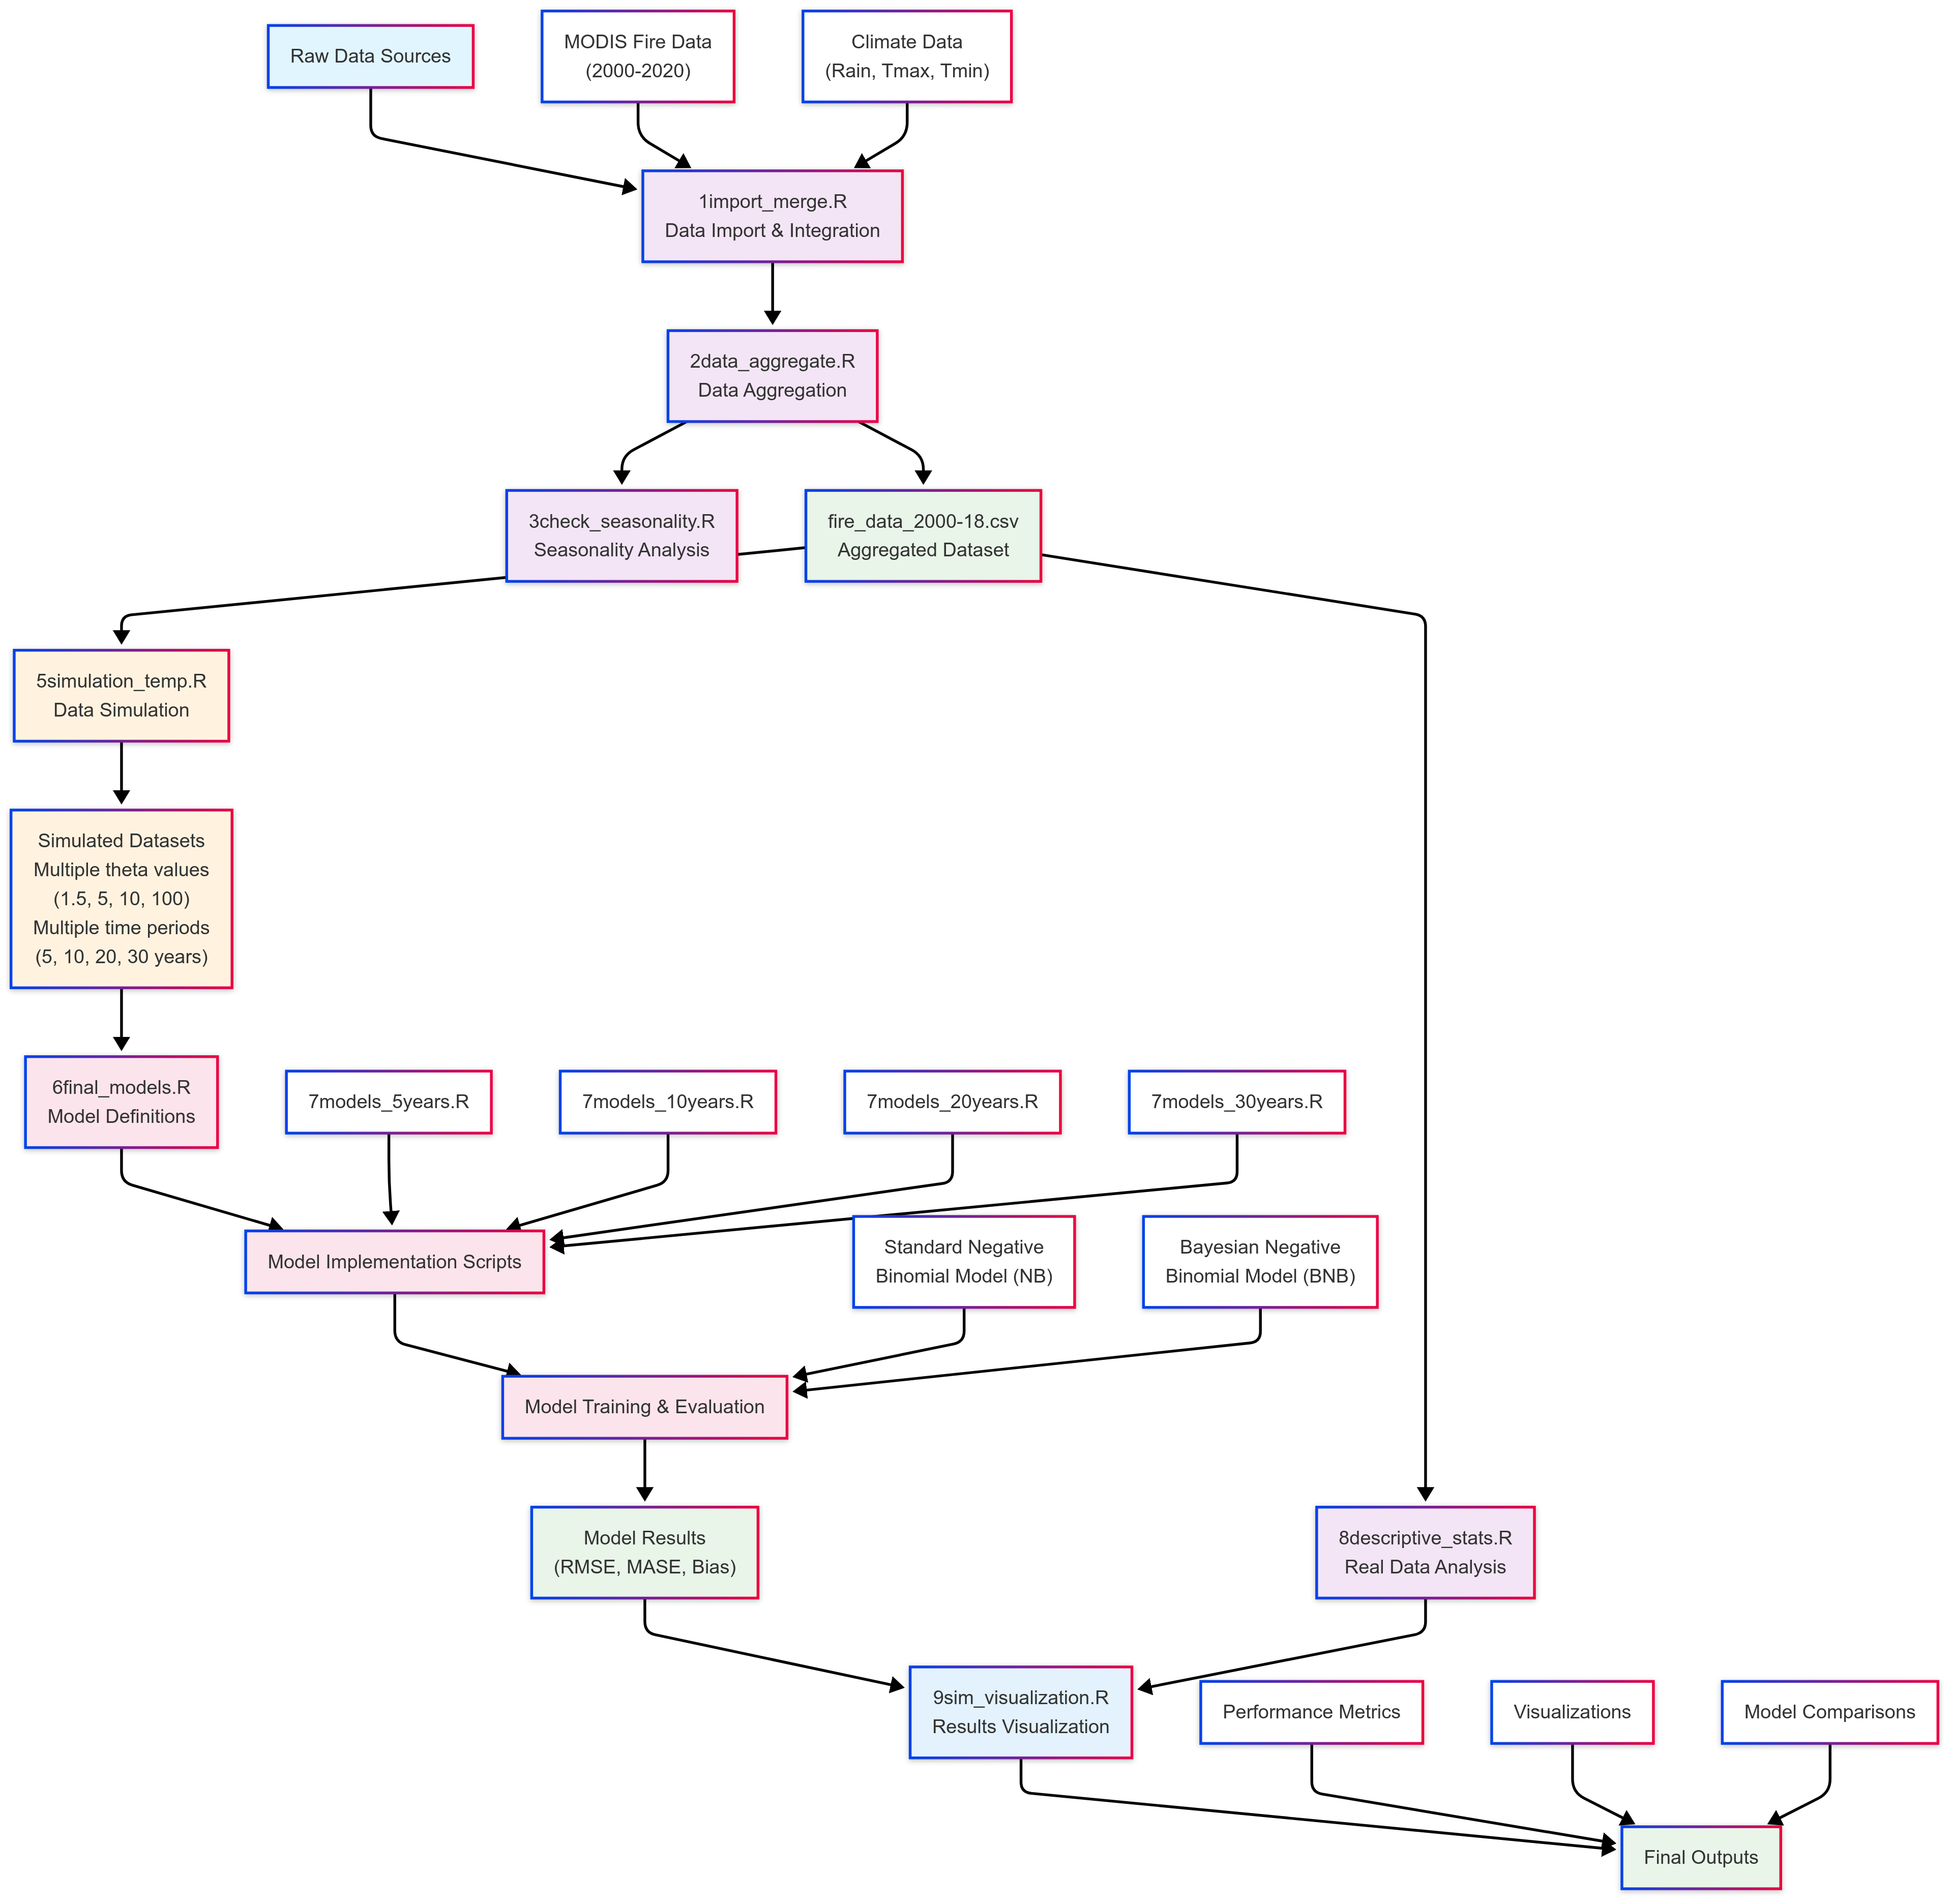 Raw Data Sources
MODIS Fire Data
(2000-2020)
Climate Data
(Rain, Tmax, Tmin)
1import_merge.R
Data Import & Integration
2data_aggregate.R
Data Aggregation
3check_seasonality.R
Seasonality Analysis
fire_data_2000-18.csv
Aggregated Dataset
5simulation_temp.R
Data Simulation
Simulated Datasets
Multiple theta values
(1.5, 5, 10, 100)
Multiple time periods
(5, 10, 20, 30 years)
6final_models.R
Model Definitions
7models_5years.R
7models_10years.R
7models_20years.R
7models_30years.R
Model Implementation Scripts
Standard Negative
Binomial Model (NB)
Bayesian Negative
Binomial Model (BNB)
Model Training & Evaluation
Model Results
(RMSE, MASE, Bias)
8descriptive_stats.R
Real Data Analysis
9sim_visualization.R
Results Visualization
Performance Metrics
Visualizations
Model Comparisons
Final Outputs